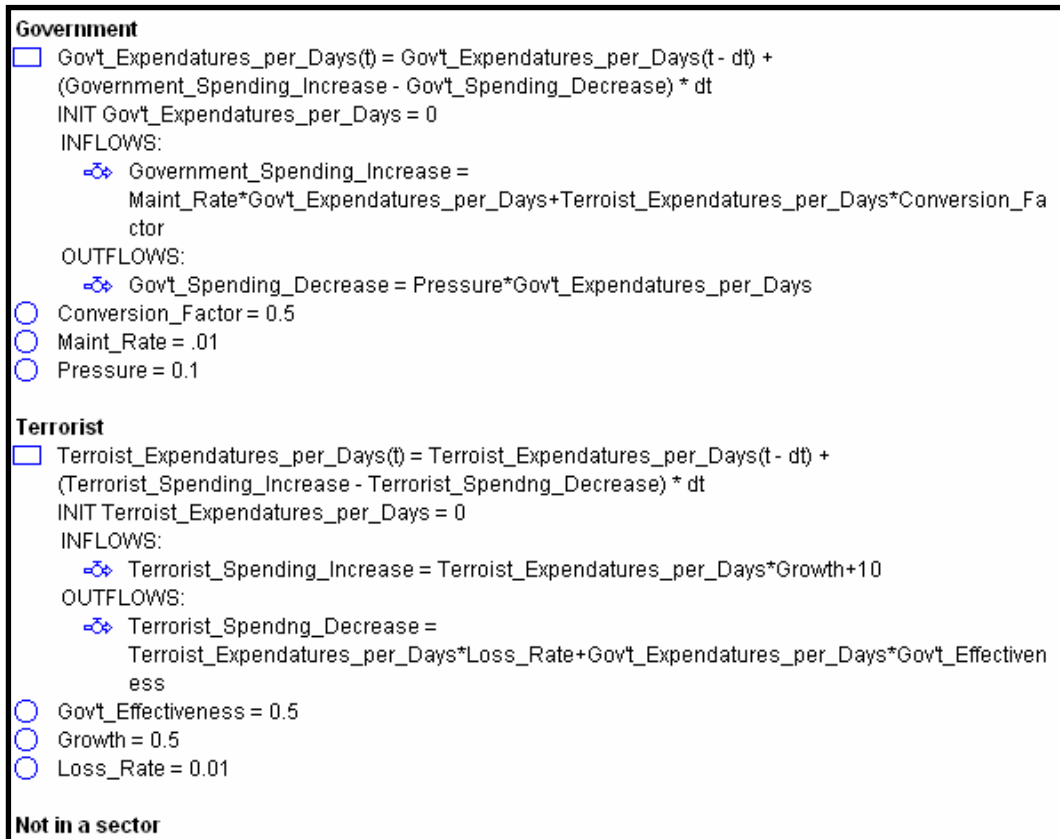 Government
Gov't_Expendatures_per_Days(t) = Gov't_Expendatures_per_Days(t - dt) +
(Government_Spending_Increase - Gov't_Spending_Decrease) * dt
INIT Gov't_Expendatures_per_Days = 0
INFLOWS:
Government_Spending_Increase =
Maint_Rate*Gov't_Expendatures_per_Days+Terroist_Expendatures_per_Days*Conversion_Fa
ctor
OUTFLOWS:
Gov't_Spending_Decrease = Pressure*Gov't_Expendatures_per_Days
Conversion_Factor = 0.5
Maint_Rate = .01
Pressure = 0.1
Terrorist
Terroist_Expendatures_per_Days(t) = Terroist_Expendatures_per_Days(t - dt) +
(Terrorist_Spending_Increase - Terrorist_Spendng_Decrease) * dt
INIT Terroist_Expendatures_per_Days = 0
INFLOWS:
Terrorist_Spending_Increase = Terroist_Expendatures_per_Days*Growth+10
OUTFLOWS:
Terrorist_Spendng_Decrease =
Terroist_Expendatures_per_Days*Loss_Rate+Gov't_Expendatures_per_Days*Gov't_Effectiven
ess
Gov't_Effectiveness = 0.5
Growth = 0.5
Loss_Rate = 0.01
Not in a sector